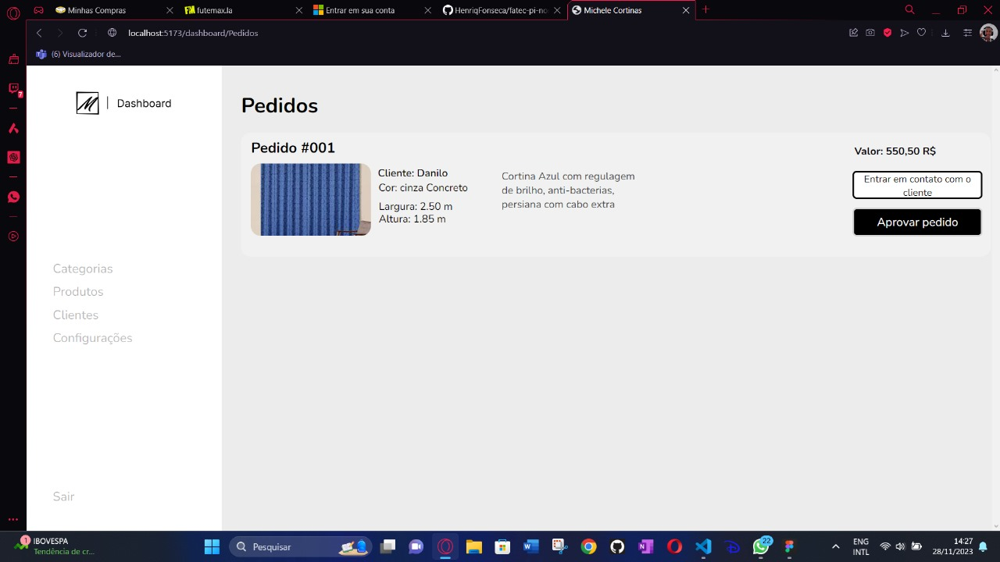 Minhas Compras
FM futemax.la
Entrar em sua conta
HenriqFonseca/fatec-pi-no
Michele Cortinas
localhost:5173/dashboard/Pedidos
(6) Visualizador de...
7
M | Dashboard
Categorias
Produtos
Clientes
Configurações
Sair
Pedidos
Pedido #001
Cliente: Danilo
Cor: cinza Concreto
Largura: 2.50 m
Altura: 1.85 m
Cortina Azul com regulagem
de brilho, anti-bacterias,
persiana com cabo extra
Valor: 550,50 R$
Entrar em contato com o
cliente
Aprovar pedido
1
IBOVESPA
Tendência de cr...
Pesquisar
22
ENG
INTL
14:27
28/11/2023